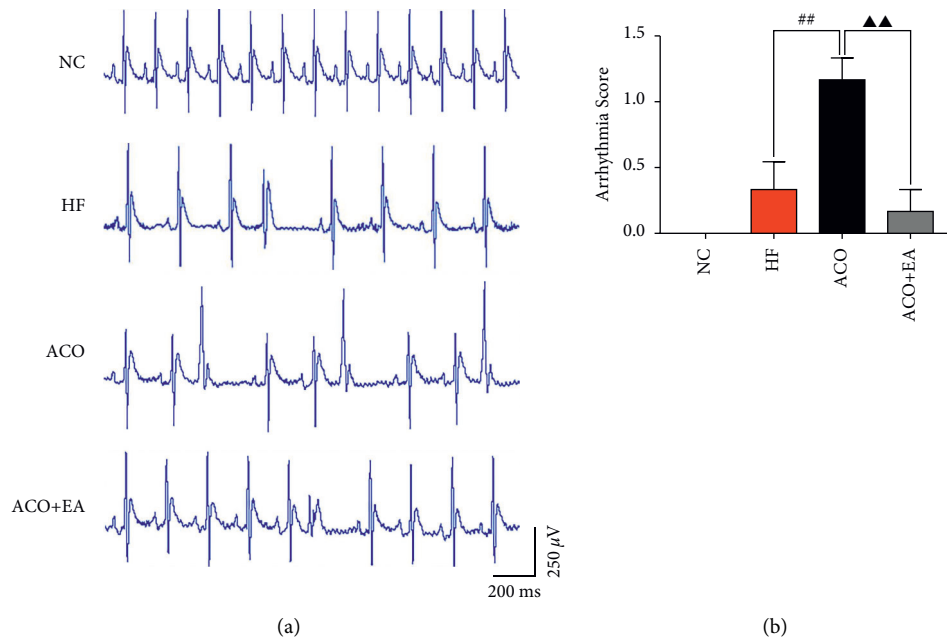 NC
HF
ACO
ACO+EA
250 μV
200 ms
(a)
## ▲▲
1.5
1.0
0.5
0.0
Arrhythmia Score
NC
HF
ACO
ACO+EA
(b)